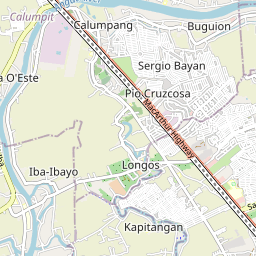 Calumpit
Calumpang
Buguion
Sergio Bayan
a O'Este
Pio Cruzcosa
MacArthur Highway
Longos
Iba-Ibayo
Kapitangan